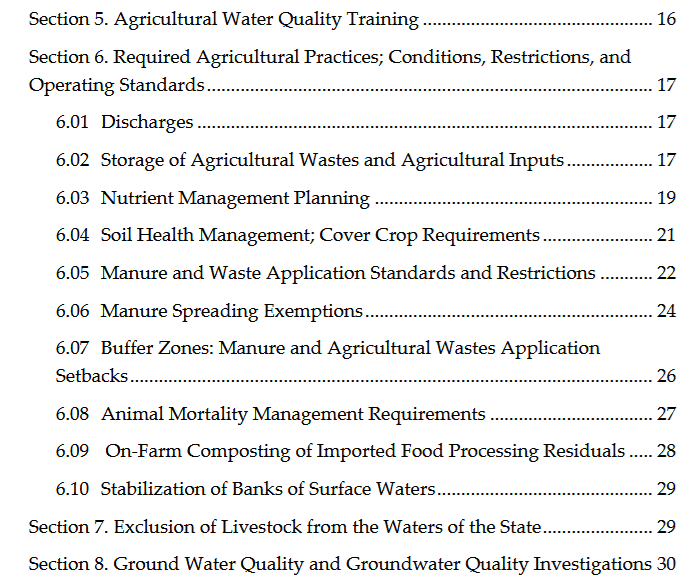 Section 5. Agricultural Water Quality Training ............................................. 16
Section 6. Required Agricultural Practices; Conditions, Restrictions, and
Operating Standards ........................................................................................ 17
6.01 Discharges ........................................................................................... 17
6.02 Storage of Agricultural Wastes and Agricultural Inputs ................. 17
6.03 Nutrient Management Planning ...................................................... 19
6.04 Soil Health Management; Cover Crop Requirements ...................... 21
6.05 Manure and Waste Application Standards and Restrictions ........... 22
6.06 Manure Spreading Exemptions ......................................................... 24
6.07 Buffer Zones: Manure and Agricultural Wastes Application
Setbacks ........................................................................................................ 26
6.08 Animal Mortality Management Requirements ................................ 27
6.09 On-Farm Composting of Imported Food Processing Residuals ..... 28
6.10 Stabilization of Banks of Surface Waters .......................................... 29
Section 7. Exclusion of Livestock from the Waters of the State ...................... 29
Section 8. Ground Water Quality and Groundwater Quality Investigations 30